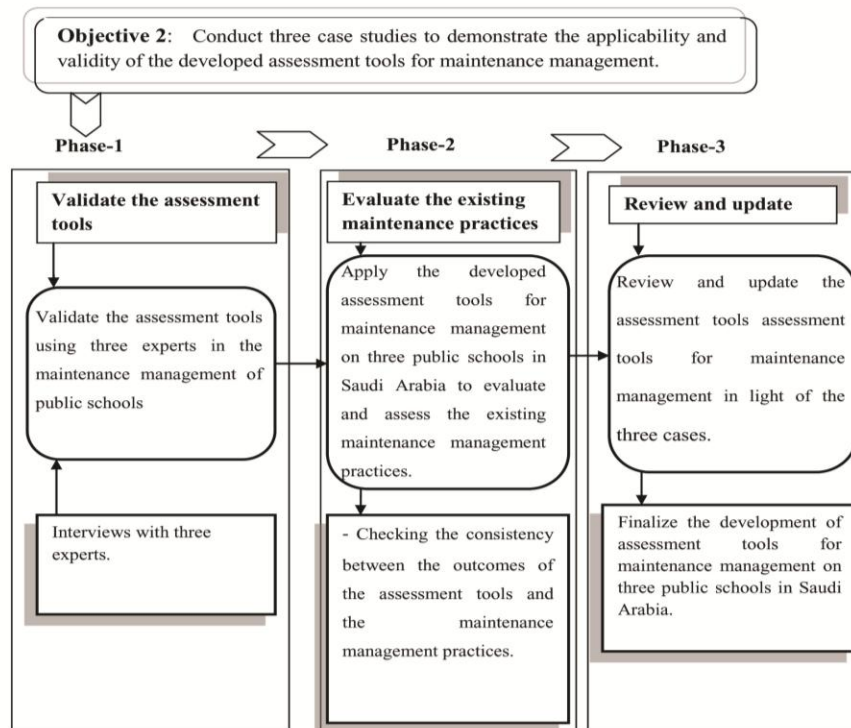 Objective 2: Conduct three case studies to demonstrate the applicability and
validity of the developed assessment tools for maintenance management.
Phase-1
Phase-2
Phase-3
Validate the assessment
tools
Validate the assessment tools
using three experts in the
maintenance management of
public schools
Interviews with three
experts.
Evaluate the existing
maintenance practices
Apply the developed
assessment tools for
maintenance management
on three public schools in
Saudi Arabia to evaluate
and assess the existing
maintenance management
practices.
- Checking the consistency
between the outcomes of
the assessment tools and
the maintenance
management practices.
Review and update
Review and update the
assessment tools assessment
tools for maintenance
management in light of the
three cases.
Finalize the development of
assessment tools for
maintenance management on
three public schools in Saudi
Arabia.